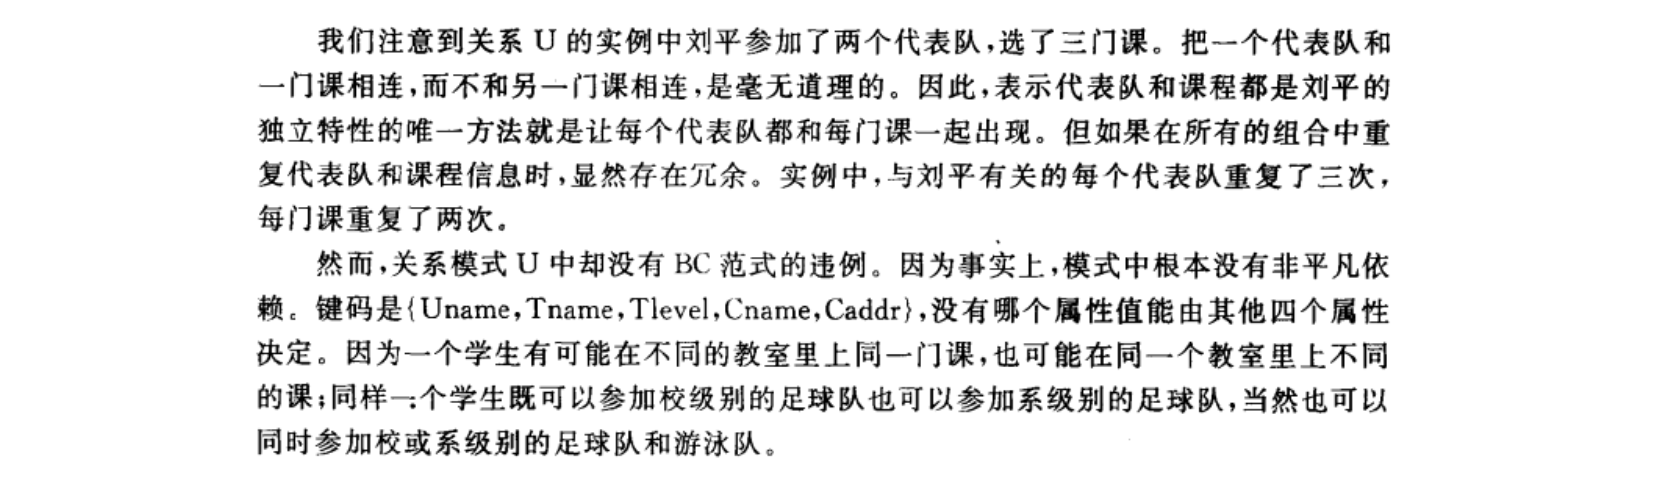 我们注意到关系 U 的实例中刘平参加了两个代表队,选了三门课。把一个代表队和
一门课相连,而不和另一门课相连,是毫无道理的。因此,表示代表队和课程都是刘平的
独立特性的唯一方法就是让每个代表队都和每门课一起出现。但如果在所有的组合中重
复代表队和课程信息时,显然存在冗余。实例中,与刘平有关的每个代表队重复了三次,
每门课重复了两次。
然而,关系模式 U 中却没有 BC 范式的违例。因为事实上,模式中根本没有非平凡依
赖。键码是{Uname,Tname,Tlevel,Cname,Caddr},没有哪个属性值能由其他四个属性
决定。因为一个学生有可能在不同的教室里上同一门课,也可能在同一个教室里上不同
的课;同样一个学生既可以参加校级别的足球队也可以参加系级别的足球队,当然也可以
同时参加校或系级别的足球队和游泳队。